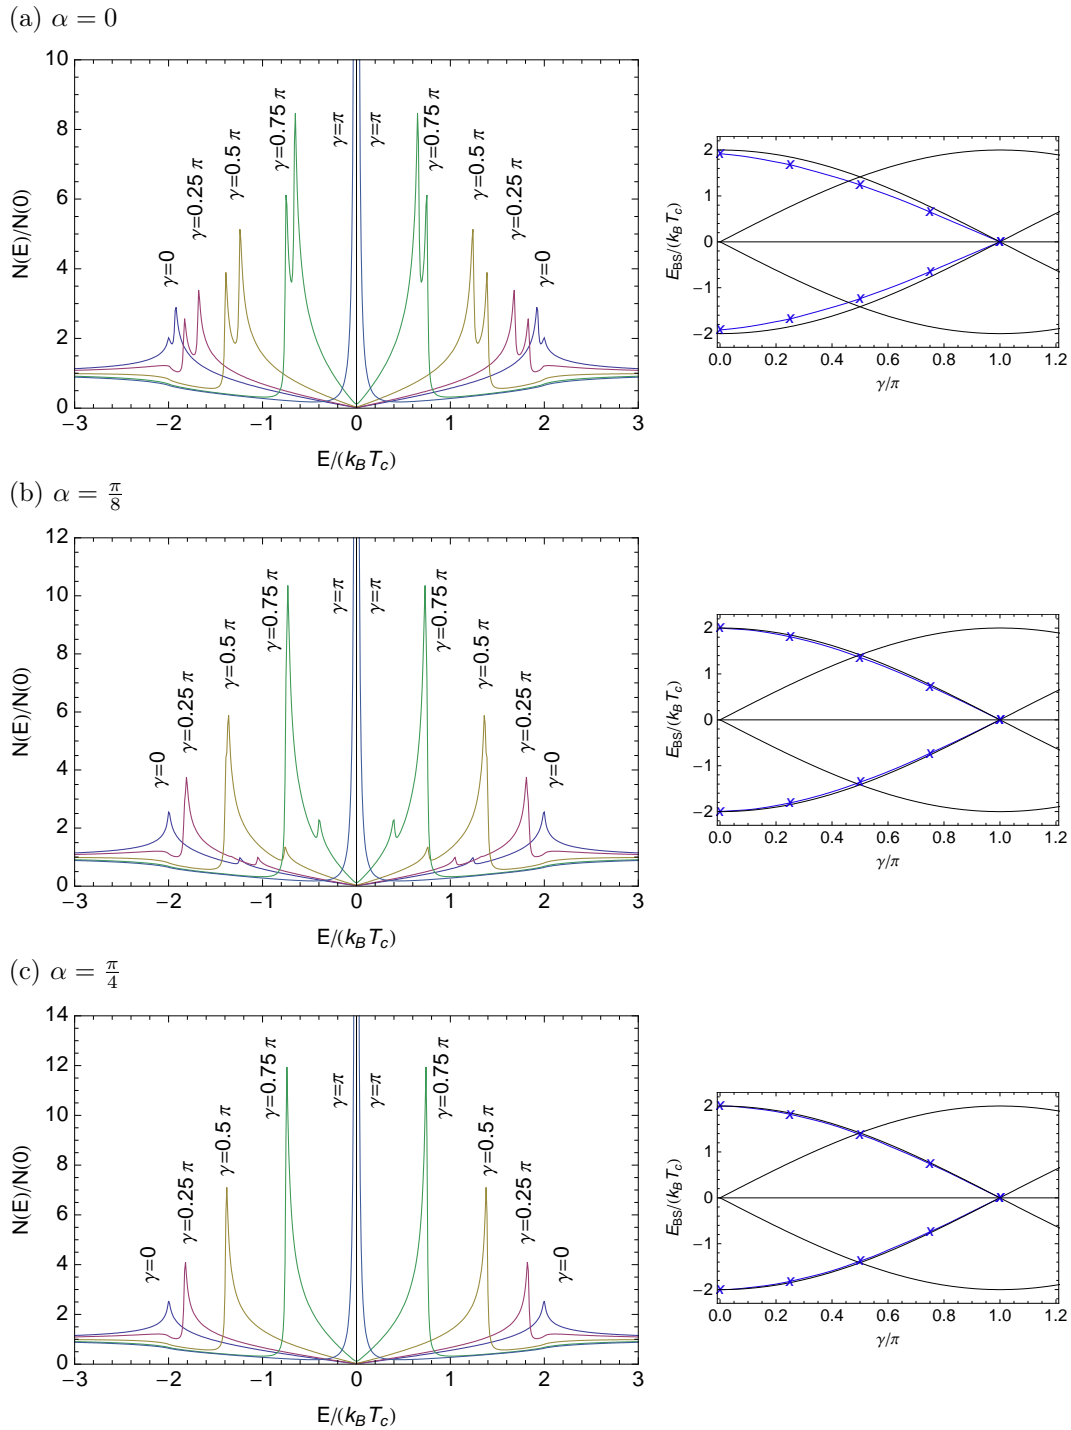 (a) α = 0
N(E)/N(0)
10
8
6
4
2
0
γ=0
γ=0.25 π
γ=0.5 π
γ=0.75 π
γ=π
γ=π
γ=0.75 π
γ=0.5 π
γ=0.25 π
γ=0
−3 −2 −1 0 1 2 3
E/(k_B T_c)
E_BS/(k_B T_c)
2
1
0
−1
−2
0.0 0.2 0.4 0.6 0.8 1.0 1.2
γ/π
(b) α = π/8
N(E)/N(0)
12
10
8
6
4
2
0
γ=0
γ=0.25 π
γ=0.5 π
γ=0.75 π
γ=π
γ=π
γ=0.75 π
γ=0.5 π
γ=0.25 π
γ=0
−3 −2 −1 0 1 2 3
E/(k_B T_c)
E_BS/(k_B T_c)
2
1
0
−1
−2
0.0 0.2 0.4 0.6 0.8 1.0 1.2
γ/π
(c) α = π/4
N(E)/N(0)
14
12
10
8
6
4
2
0
γ=0
γ=0.25 π
γ=0.5 π
γ=0.75 π
γ=π
γ=π
γ=0.75 π
γ=0.5 π
γ=0.25 π
γ=0
−3 −2 −1 0 1 2 3
E/(k_B T_c)
E_BS/(k_B T_c)
2
1
0
−1
−2
0.0 0.2 0.4 0.6 0.8 1.0 1.2
γ/π